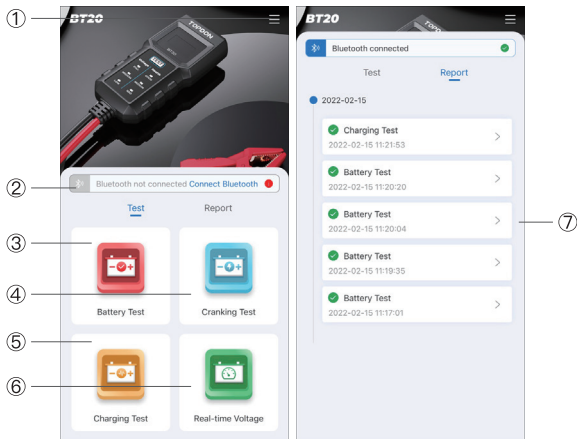 ①
BT20
TOPDON
②
Bluetooth not connected Connect Bluetooth
Test Report
③
④
Battery Test Cranking Test
⑤
⑥
Charging Test Real-time Voltage
BT20
TOPDON
Bluetooth connected
Test Report
2022-02-15
Charging Test
2022-02-15 11:21:53
Battery Test
2022-02-15 11:20:20
Battery Test
2022-02-15 11:20:04
⑦
Battery Test
2022-02-15 11:19:35
Battery Test
2022-02-15 11:17:01